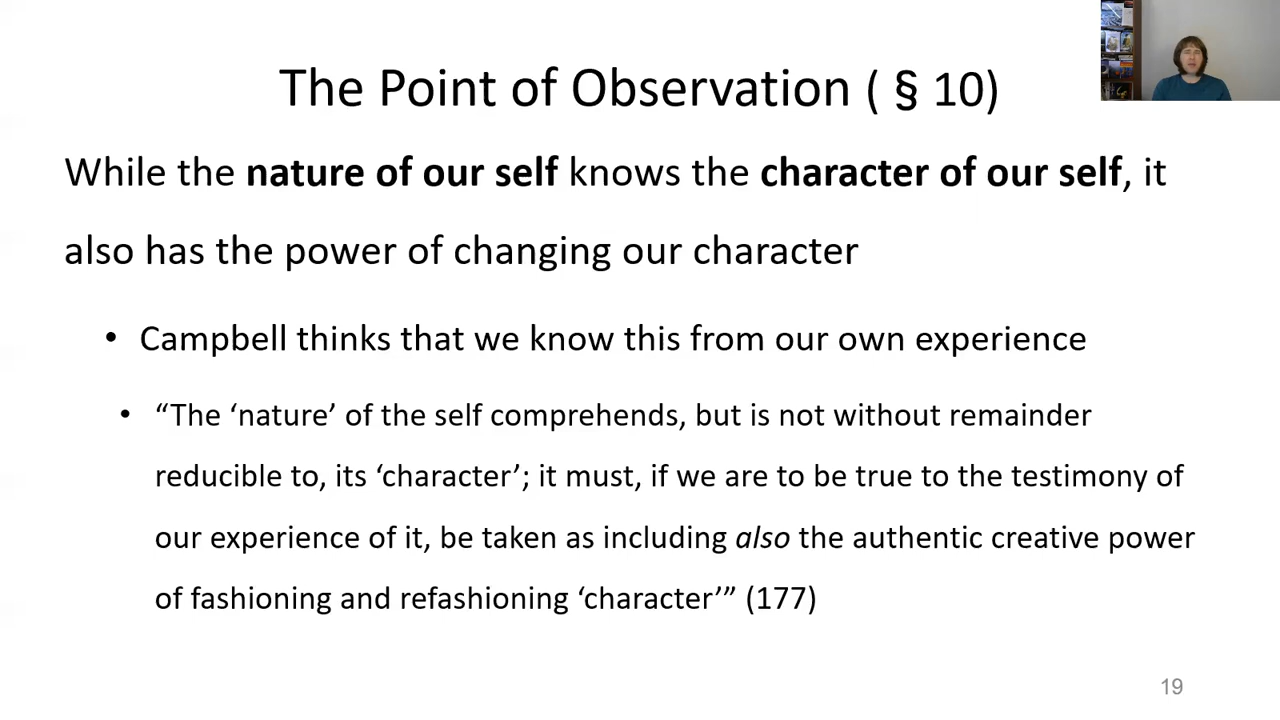 The Point of Observation ( § 10)
While the nature of our self knows the character of our self, it
also has the power of changing our character
• Campbell thinks that we know this from our own experience
• “The ‘nature’ of the self comprehends, but is not without remainder
reducible to, its ‘character’; it must, if we are to be true to the testimony of
our experience of it, be taken as including also the authentic creative power
of fashioning and refashioning ‘character’” (177)
19